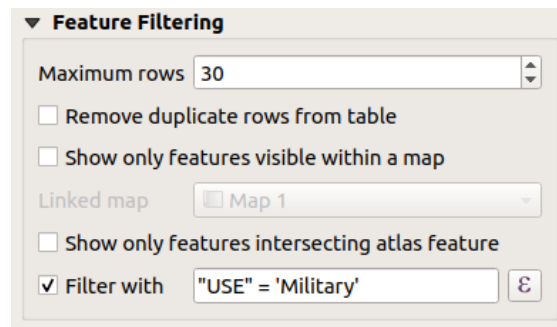 Feature Filtering
Maximum rows 30
Remove duplicate rows from table
Show only features visible within a map
Linked map Map 1
Show only features intersecting atlas feature
Filter with "USE" = 'Military' ε